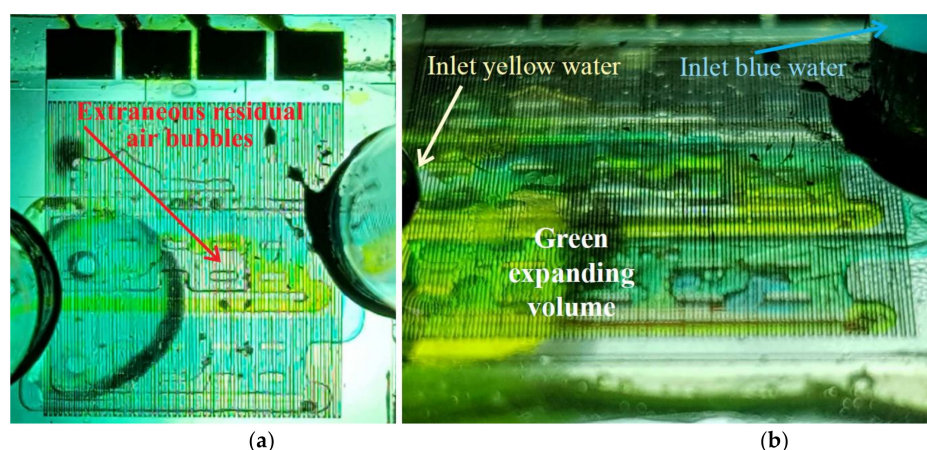 Extraneous residual
air bubbles
Inlet yellow water
Inlet blue water
Green
expanding
volume
(a)
(b)